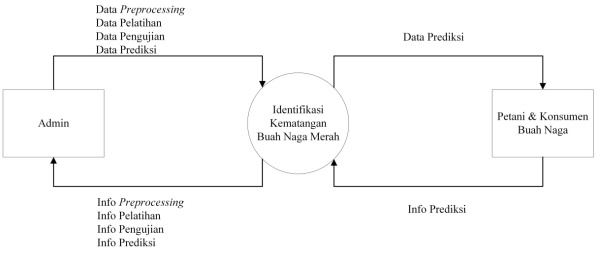 Data Preprocessing
Data Pelatihan
Data Pengujian
Data Prediksi
Data Prediksi
Admin
Identifikasi
Kematangan
Buah Naga Merah
Petani & Konsumen
Buah Naga
Info Preprocessing
Info Pelatihan
Info Pengujian
Info Prediksi
Info Prediksi